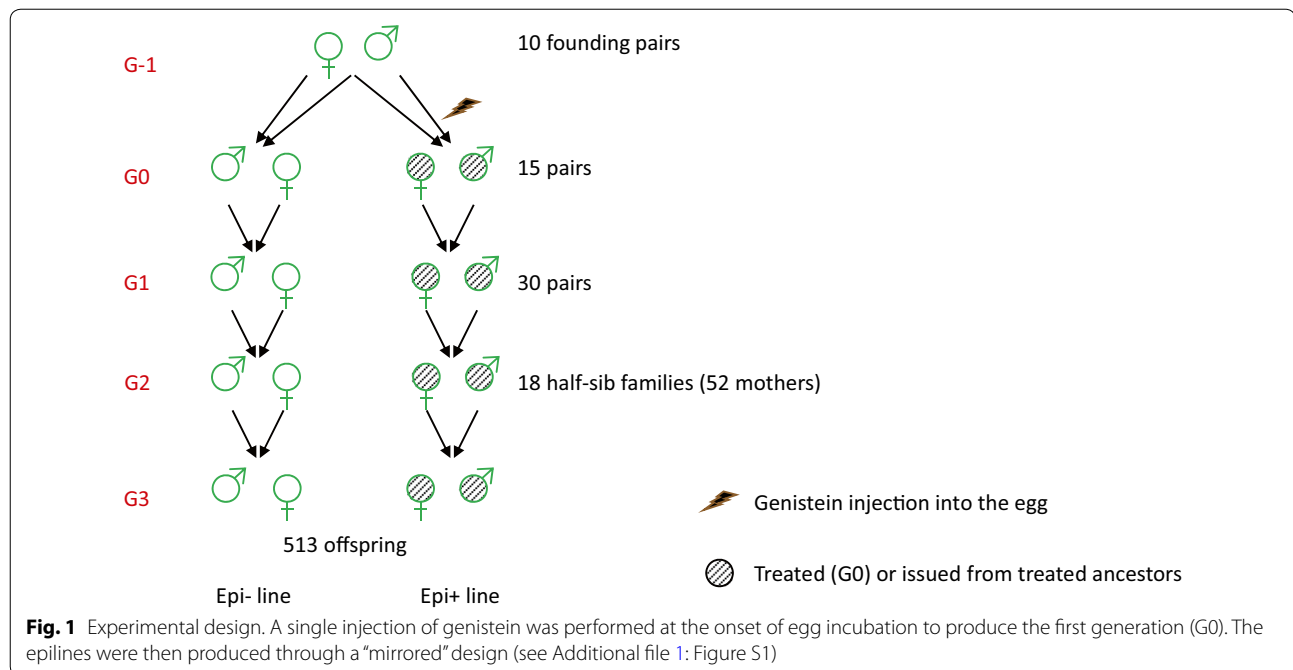 G-1
10 founding pairs
G0
15 pairs
G1
30 pairs
G2
18 half-sib families (52 mothers)
G3
513 offspring
Genistein injection into the egg
Treated (G0) or issued from treated ancestors
Epi- line
Epi+ line
Fig. 1 Experimental design. A single injection of genistein was performed at the onset of egg incubation to produce the first generation (G0). The
epilines were then produced through a “mirrored” design (see Additional file 1: Figure S1)